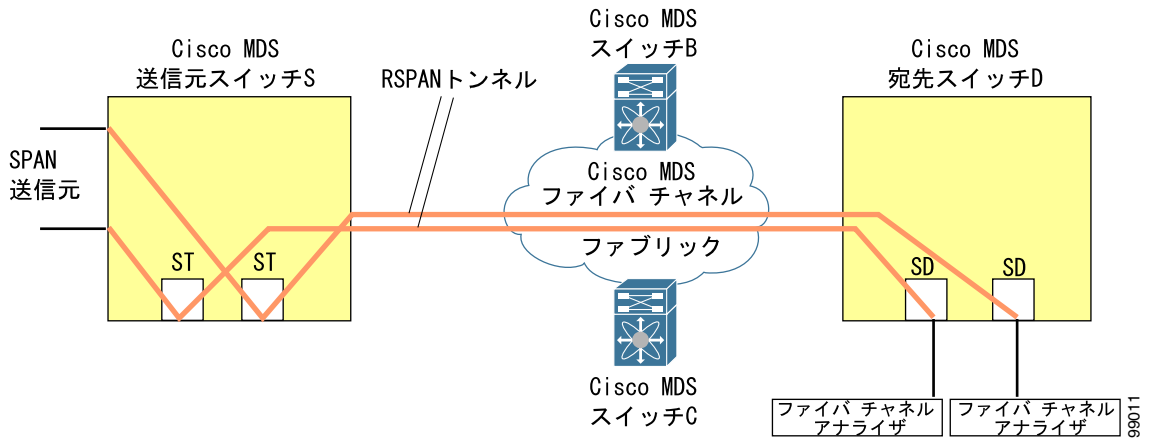 Cisco MDS
スイッチB
Cisco MDS
送信元スイッチS
RSPANトンネル
Cisco MDS
宛先スイッチD
SPAN
送信元
Cisco MDS
ファイバ チャネル
ファブリック
ST
ST
SD
SD
Cisco MDS
スイッチC
ファイバ チャネル
アナライザ
ファイバ チャネル
アナライザ
99011